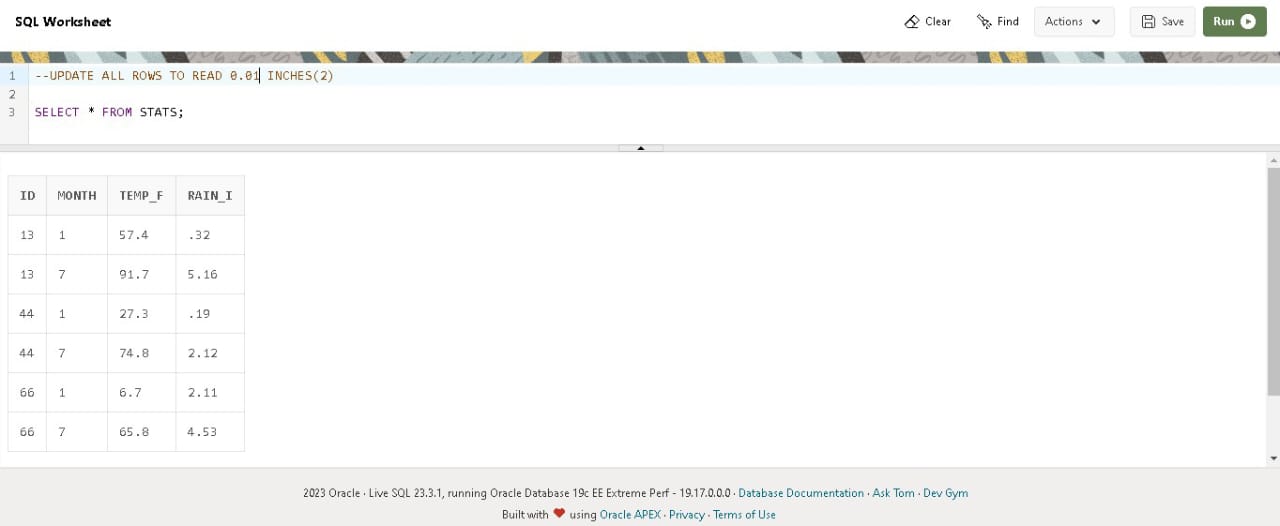 SQL Worksheet Clear Find Actions Save Run
1 --UPDATE ALL ROWS TO READ 0.01 INCHES(2)
2
3 SELECT * FROM STATS;
ID MONTH TEMP_F RAIN_I
13 1 57.4 .32
13 7 91.7 5.16
44 1 27.3 .19
44 7 74.8 2.12
66 1 6.7 2.11
66 7 65.8 4.53
2023 Oracle · Live SQL 23.3.1, running Oracle Database 19c EE Extreme Perf - 19.17.0.0.0 · Database Documentation · Ask Tom · Dev Gym
Built with ❤ using Oracle APEX · Privacy · Terms of Use